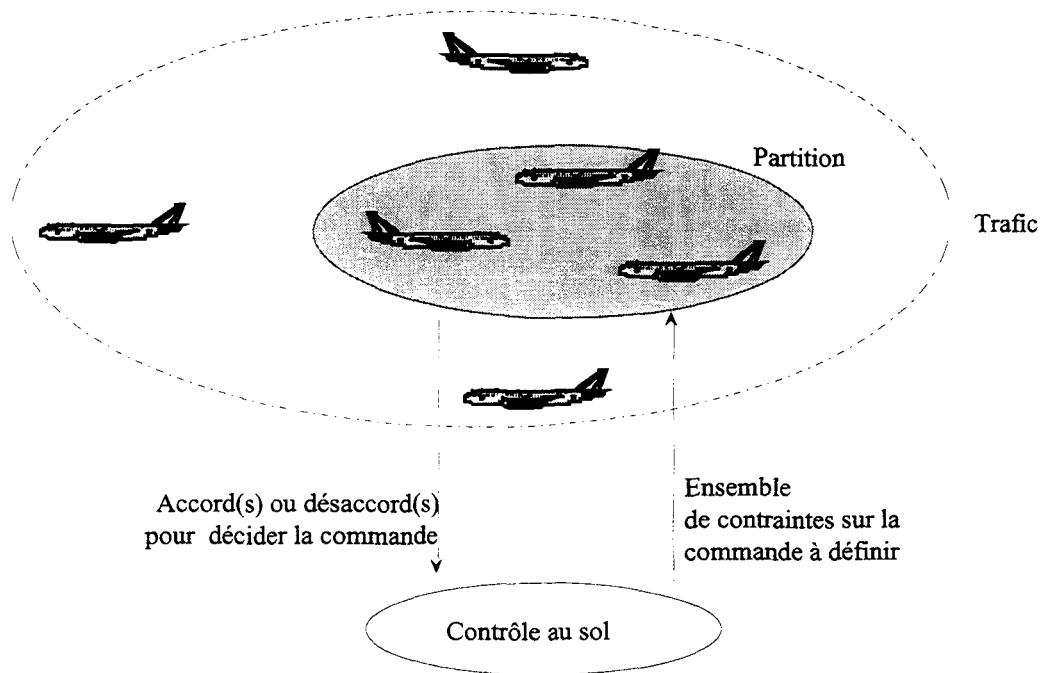 Partition
Trafic
Accord(s) ou désaccord(s)
pour décider la commande
Ensemble
de contraintes sur la
commande à définir
Contrôle au sol